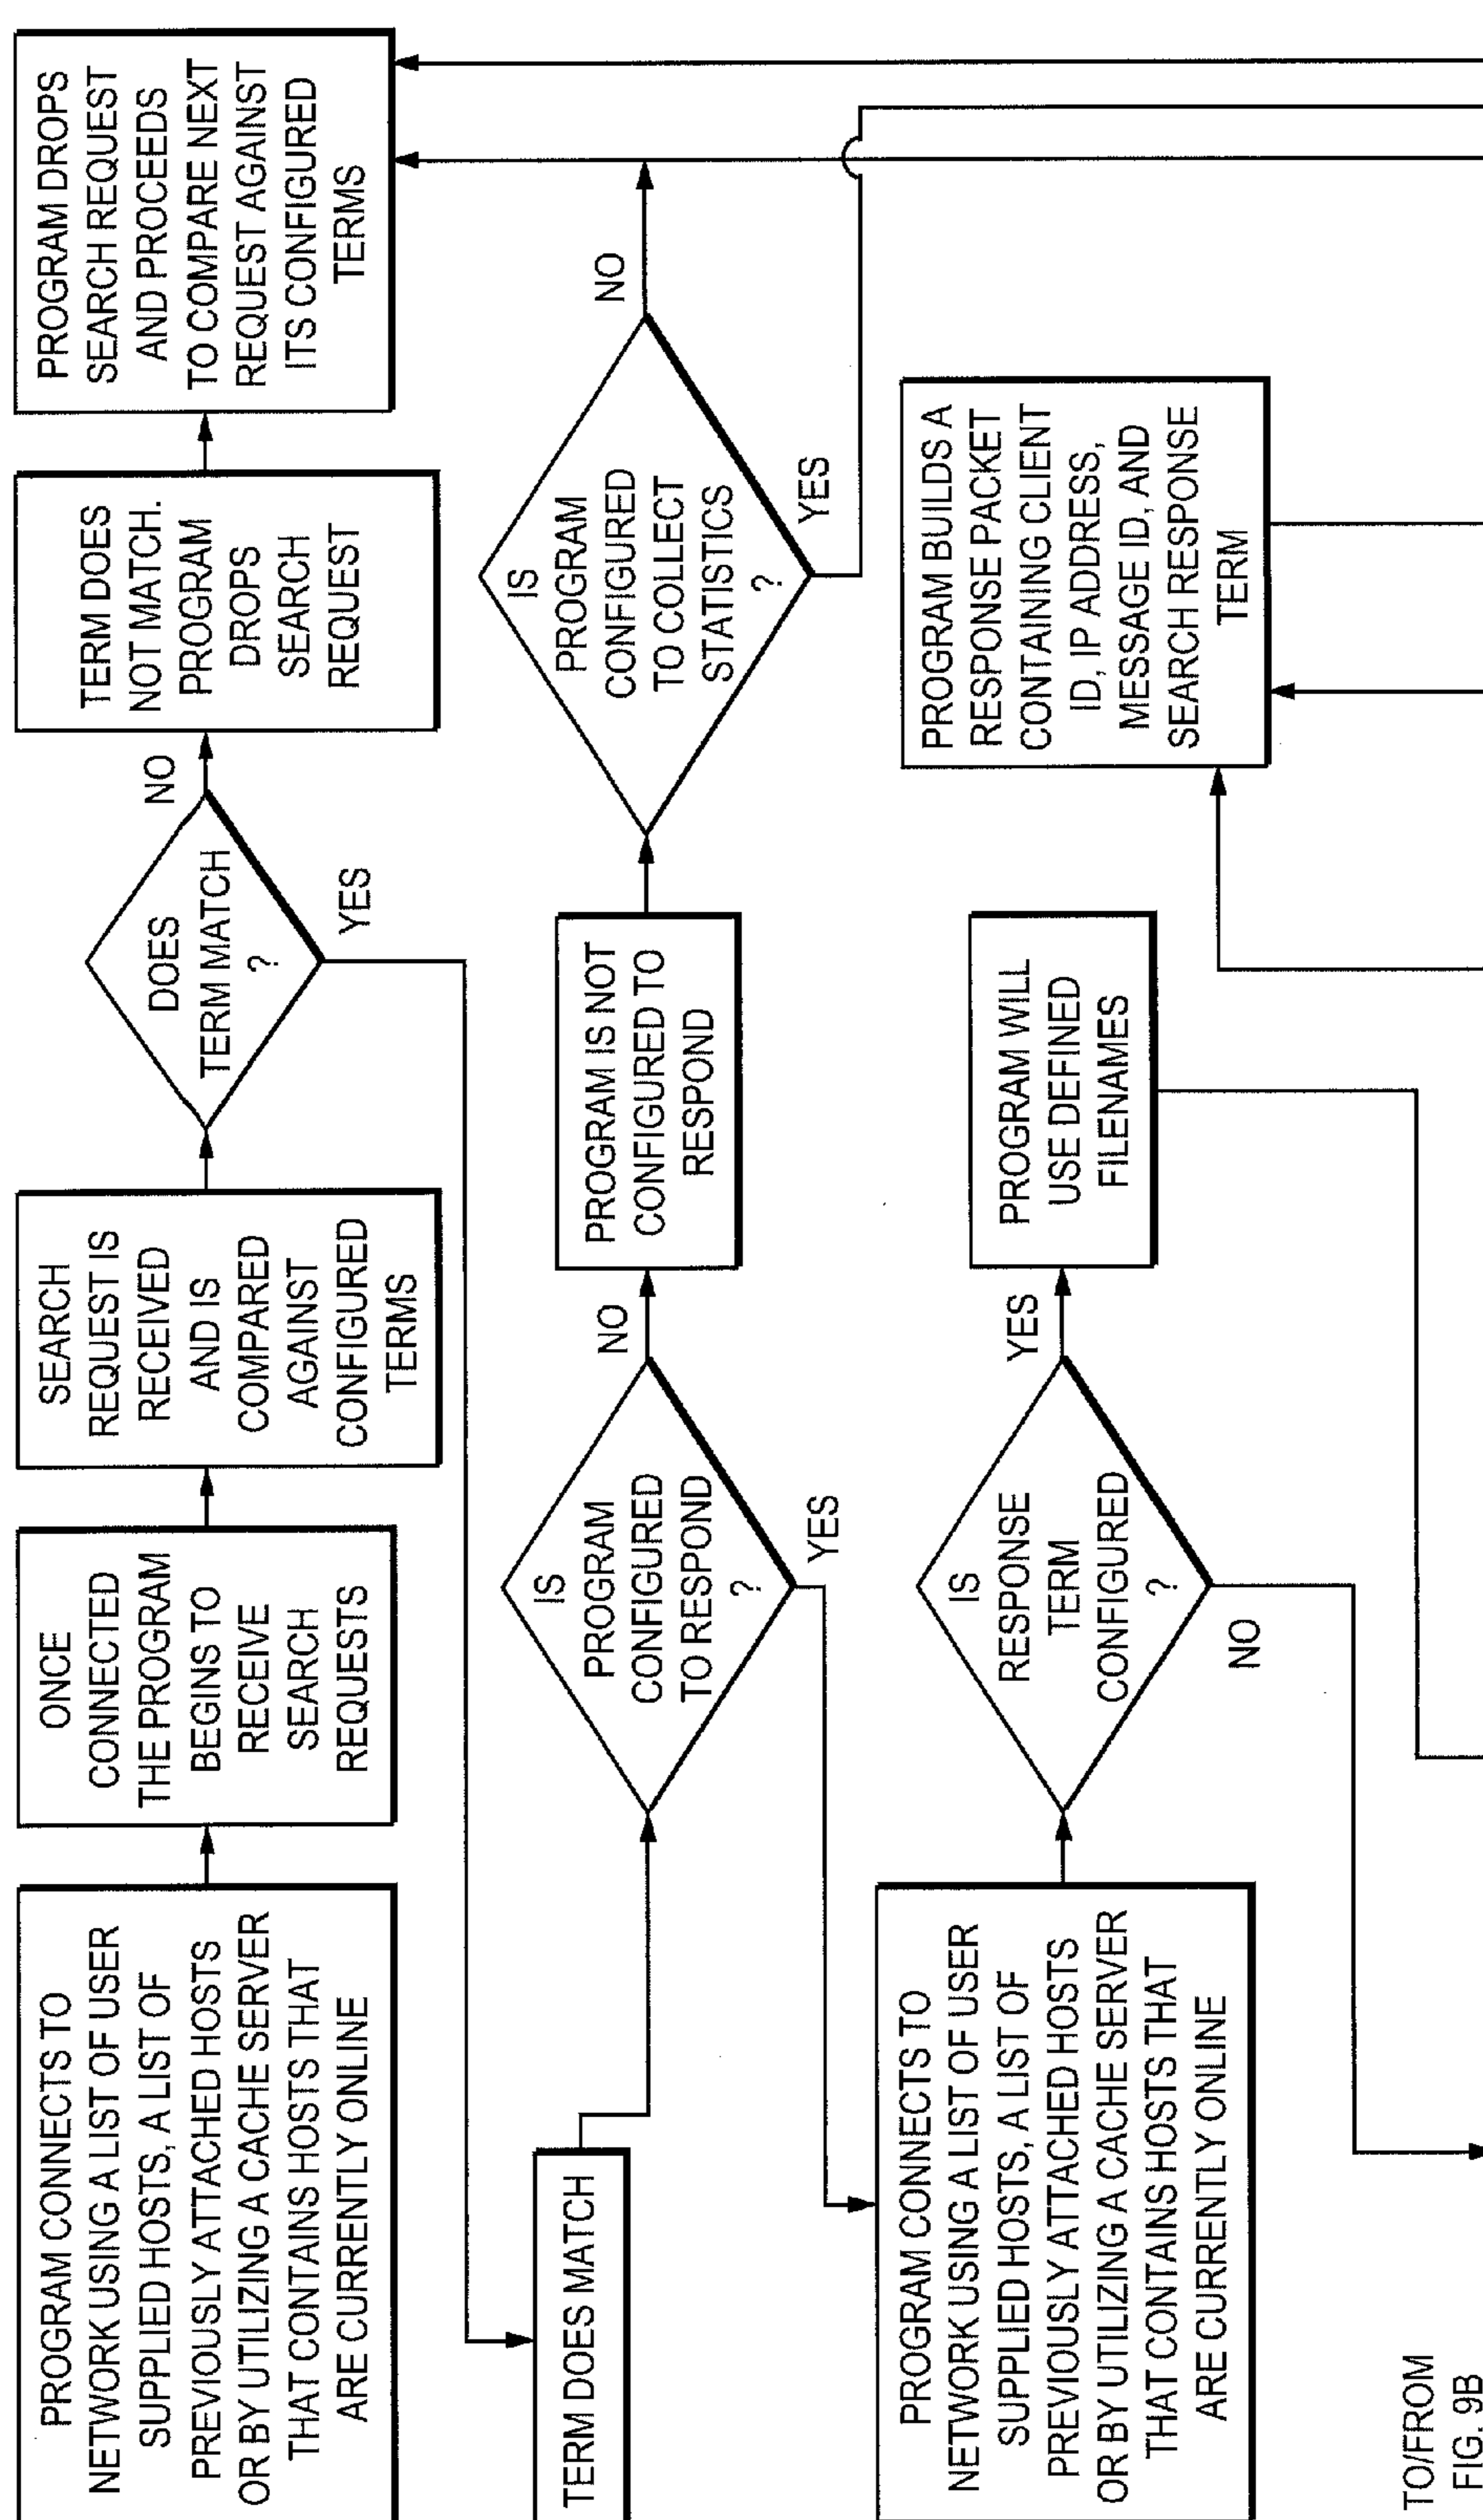 PROGRAM CONNECTS TO
NETWORK USING A LIST OF USER
SUPPLIED HOSTS, A LIST OF
PREVIOUSLY ATTACHED HOSTS
OR BY UTILIZING A CACHE SERVER
THAT CONTAINS HOSTS THAT
ARE CURRENTLY ONLINE
ONCE
CONNECTED
THE PROGRAM
BEGINS TO
RECEIVE
SEARCH
REQUESTS
SEARCH
REQUEST IS
RECEIVED
AND IS
COMPARED
AGAINST
CONFIGURED
TERMS
DOES
TERM MATCH
?
NO
YES
TERM DOES
NOT MATCH.
PROGRAM
DROPS
SEARCH
REQUEST
PROGRAM DROPS
SEARCH REQUEST
AND PROCEEDS
TO COMPARE NEXT
REQUEST AGAINST
ITS CONFIGURED
TERMS
TERM DOES MATCH
IS
PROGRAM
CONFIGURED
TO RESPOND
?
NO
YES
PROGRAM IS NOT
CONFIGURED TO
RESPOND
IS
PROGRAM
CONFIGURED
TO COLLECT
STATISTICS
?
NO
YES
PROGRAM CONNECTS TO
NETWORK USING A LIST OF USER
SUPPLIED HOSTS, A LIST OF
PREVIOUSLY ATTACHED HOSTS
OR BY UTILIZING A CACHE SERVER
THAT CONTAINS HOSTS THAT
ARE CURRENTLY ONLINE
IS
RESPONSE
TERM
CONFIGURED
?
YES
NO
PROGRAM WILL
USE DEFINED
FILENAMES
PROGRAM BUILDS A
RESPONSE PACKET
CONTAINING CLIENT
ID, IP ADDRESS,
MESSAGE ID, AND
SEARCH RESPONSE
TERM
TO/FROM
FIG. 9B